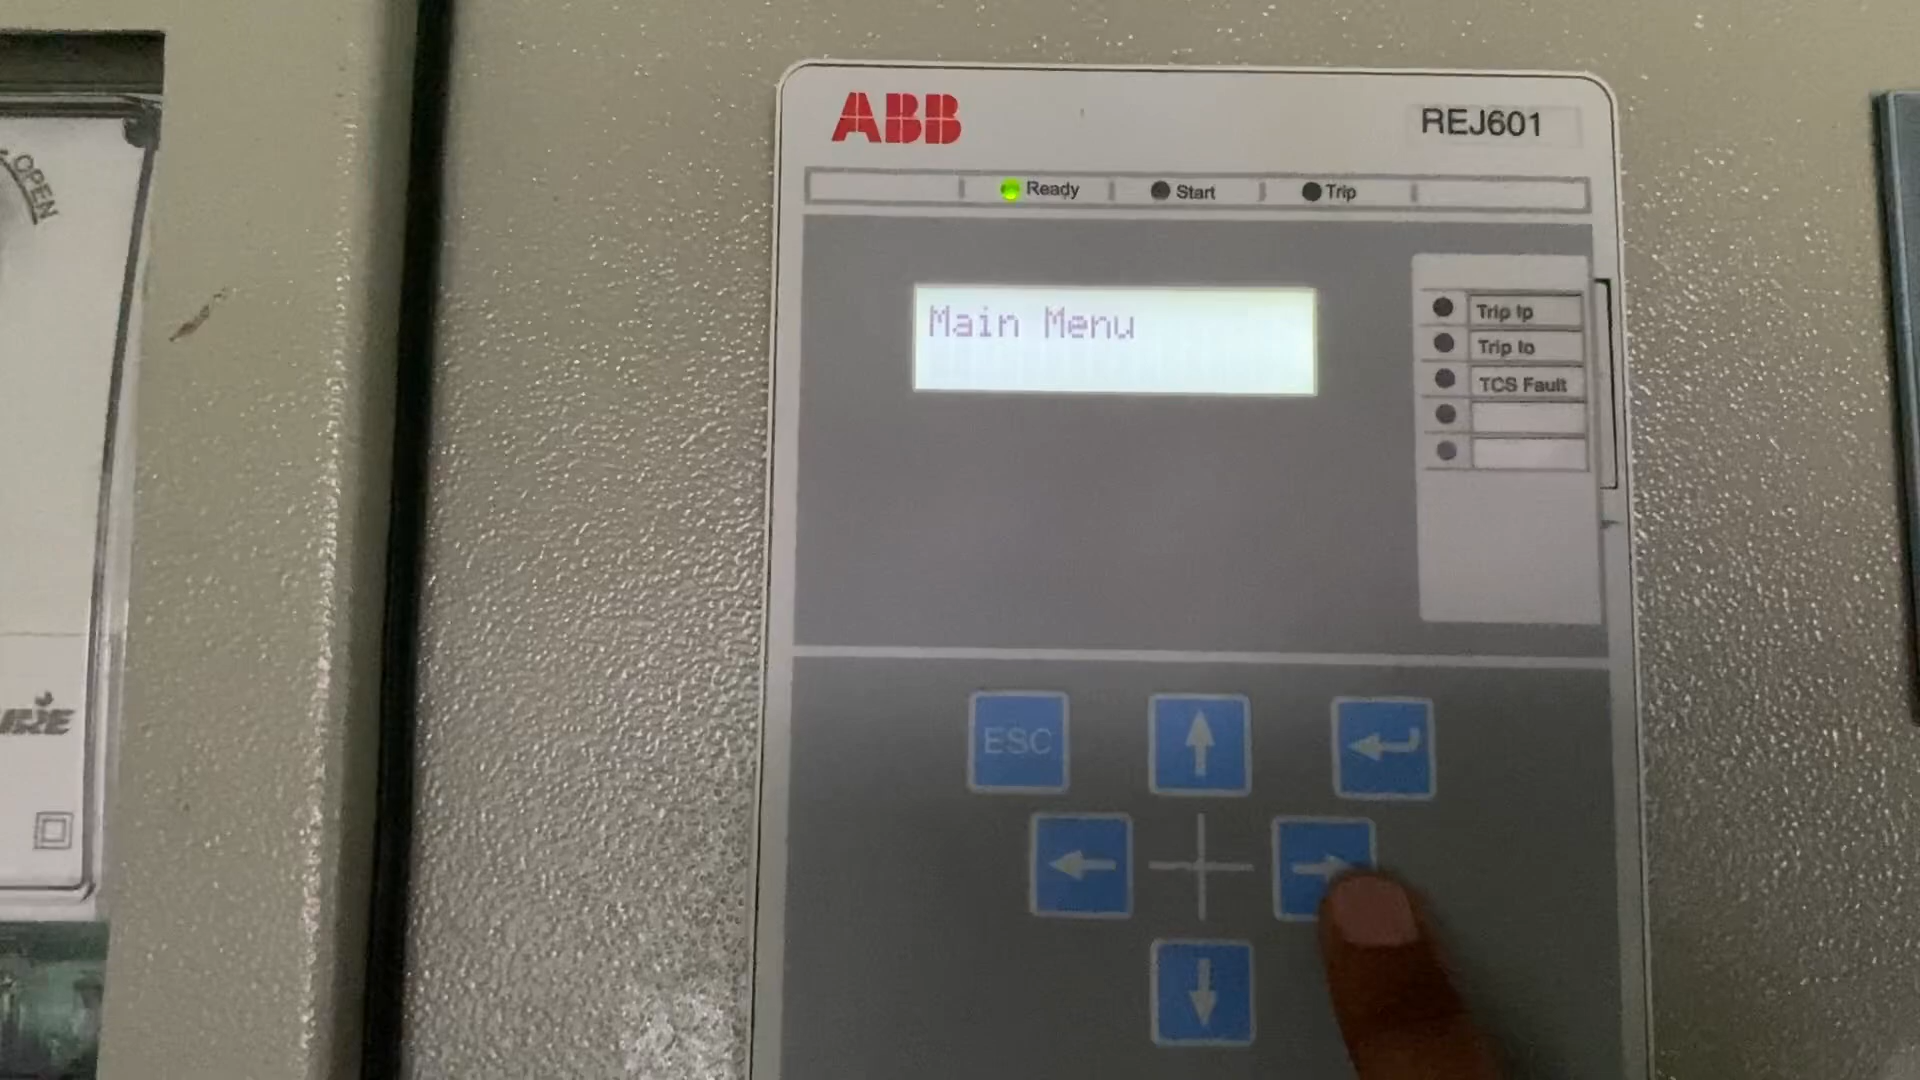 OPEN
ABB
REJ601
Ready
Start
Trip
Main Menu
Trip Ip
Trip Io
TCS Fault
ESC